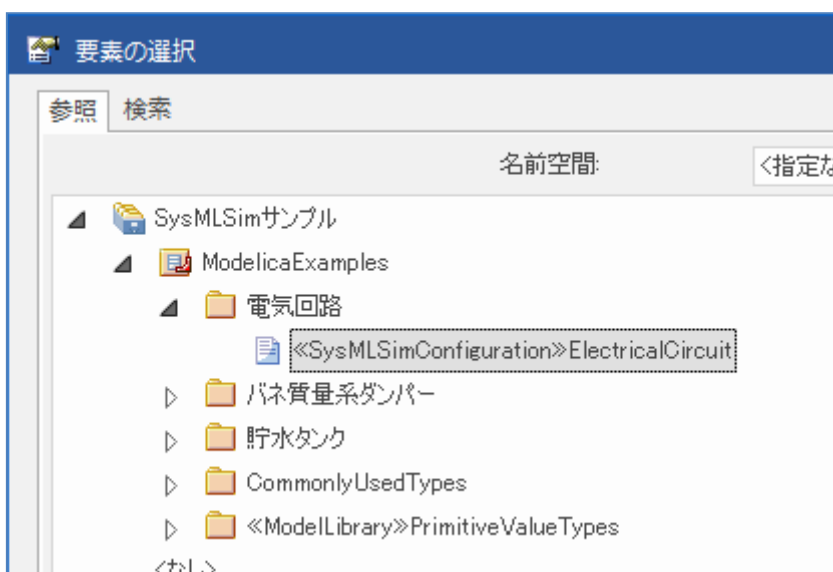 要素の選択
参照 検索
名前空間: <指定な
SysMLSimサンプル
ModelicaExamples
電気回路
«SysMLSimConfiguration»ElectricalCircuit
バネ質量系ダンパー
貯水タンク
CommonlyUsedTypes
«ModelLibrary»PrimitiveValueTypes
<なし>